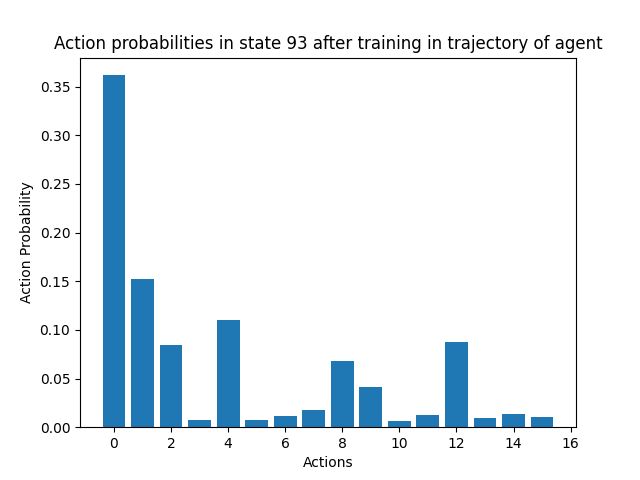 Action probabilities in state 93 after training in trajectory of agent
0.35
0.30
0.25
0.20
0.15
0.10
0.05
0.00
Action Probability
0 2 4 6 8 10 12 14 16
Actions